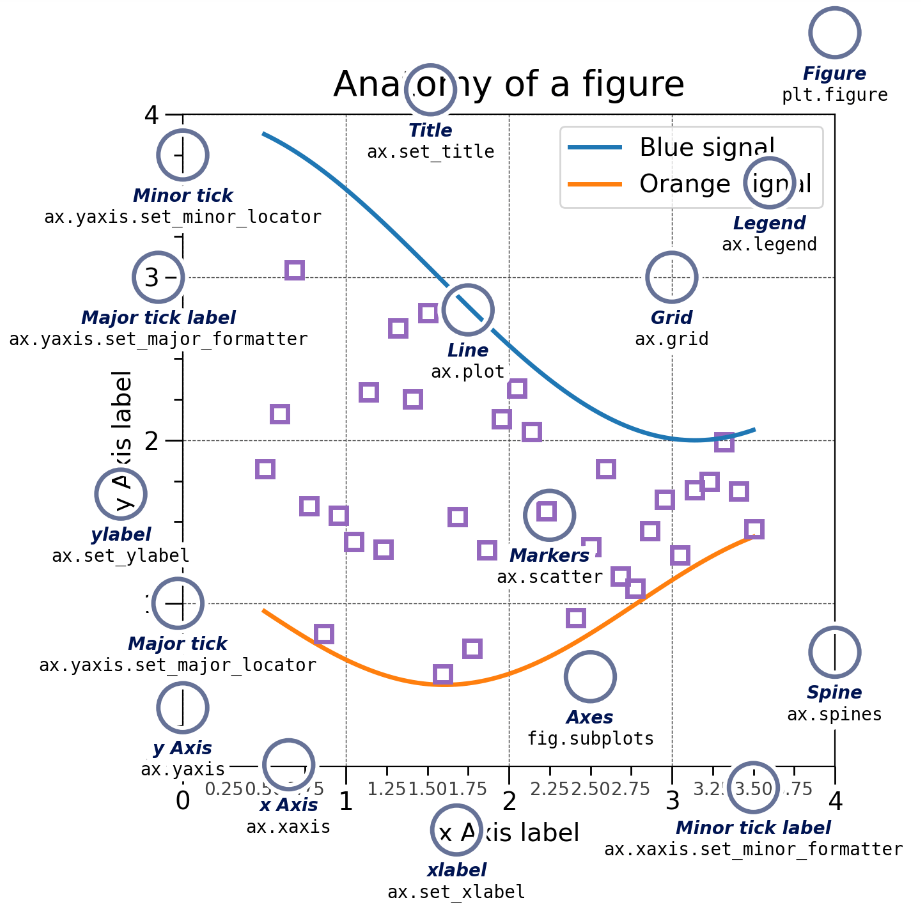 Figure
plt.figure
Anatomy of a figure
Title
ax.set_title
4
Blue signal
Orange signal
Legend
ax.legend
Minor tick
ax.yaxis.set_minor_locator
3
Major tick label
ax.yaxis.set_major_formatter
Grid
ax.grid
Line
ax.plot
y Axis label
2
ylabel
ax.set_ylabel
Markers
ax.scatter
Major tick
ax.yaxis.set_major_locator
Axes
fig.subplots
Spine
ax.spines
y Axis
ax.yaxis
0 0.25 1 1.25 1.50 1.75 2 2.25 2.50 2.75 3 3.50 4
x Axis
ax.xaxis
Minor tick label
ax.xaxis.set_minor_formatter
x Axis label
xlabel
ax.set_xlabel